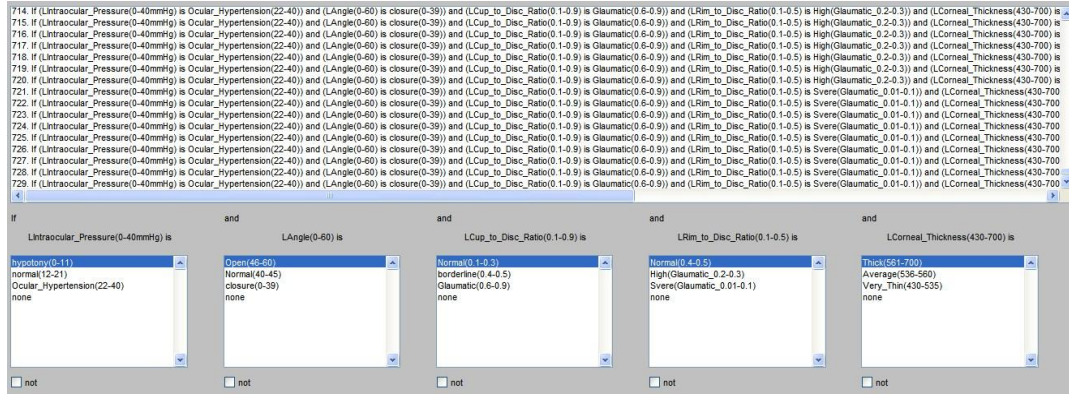 714. If (LIntraocular_Pressure(0-40mmHg) is Ocular_Hypertension(22-40)) and (LAngle(0-60) is closure(0-39)) and (LCup_to_Disc_Ratio(0.1-0.9) is Glaumatic(0.6-0.9)) and (LRim_to_Disc_Ratio(0.1-0.5) is High(Glaumatic_0.2-0.3)) and (LCorneal_Thickness(430-700) is
715. If (LIntraocular_Pressure(0-40mmHg) is Ocular_Hypertension(22-40)) and (LAngle(0-60) is closure(0-39)) and (LCup_to_Disc_Ratio(0.1-0.9) is Glaumatic(0.6-0.9)) and (LRim_to_Disc_Ratio(0.1-0.5) is High(Glaumatic_0.2-0.3)) and (LCorneal_Thickness(430-700) is
716. If (LIntraocular_Pressure(0-40mmHg) is Ocular_Hypertension(22-40)) and (LAngle(0-60) is closure(0-39)) and (LCup_to_Disc_Ratio(0.1-0.9) is Glaumatic(0.6-0.9)) and (LRim_to_Disc_Ratio(0.1-0.5) is High(Glaumatic_0.2-0.3)) and (LCorneal_Thickness(430-700) is
717. If (LIntraocular_Pressure(0-40mmHg) is Ocular_Hypertension(22-40)) and (LAngle(0-60) is closure(0-39)) and (LCup_to_Disc_Ratio(0.1-0.9) is Glaumatic(0.6-0.9)) and (LRim_to_Disc_Ratio(0.1-0.5) is High(Glaumatic_0.2-0.3)) and (LCorneal_Thickness(430-700) is
718. If (LIntraocular_Pressure(0-40mmHg) is Ocular_Hypertension(22-40)) and (LAngle(0-60) is closure(0-39)) and (LCup_to_Disc_Ratio(0.1-0.9) is Glaumatic(0.6-0.9)) and (LRim_to_Disc_Ratio(0.1-0.5) is High(Glaumatic_0.2-0.3)) and (LCorneal_Thickness(430-700) is
719. If (LIntraocular_Pressure(0-40mmHg) is Ocular_Hypertension(22-40)) and (LAngle(0-60) is closure(0-39)) and (LCup_to_Disc_Ratio(0.1-0.9) is Glaumatic(0.6-0.9)) and (LRim_to_Disc_Ratio(0.1-0.5) is High(Glaumatic_0.2-0.3)) and (LCorneal_Thickness(430-700) is
720. If (LIntraocular_Pressure(0-40mmHg) is Ocular_Hypertension(22-40)) and (LAngle(0-60) is closure(0-39)) and (LCup_to_Disc_Ratio(0.1-0.9) is Glaumatic(0.6-0.9)) and (LRim_to_Disc_Ratio(0.1-0.5) is High(Glaumatic_0.2-0.3)) and (LCorneal_Thickness(430-700) is
721. If (LIntraocular_Pressure(0-40mmHg) is Ocular_Hypertension(22-40)) and (LAngle(0-60) is closure(0-39)) and (LCup_to_Disc_Ratio(0.1-0.9) is Glaumatic(0.6-0.9)) and (LRim_to_Disc_Ratio(0.1-0.5) is Svere(Glaumatic_0.01-0.1)) and (LCorneal_Thickness(430-700
722. If (LIntraocular_Pressure(0-40mmHg) is Ocular_Hypertension(22-40)) and (LAngle(0-60) is closure(0-39)) and (LCup_to_Disc_Ratio(0.1-0.9) is Glaumatic(0.6-0.9)) and (LRim_to_Disc_Ratio(0.1-0.5) is Svere(Glaumatic_0.01-0.1)) and (LCorneal_Thickness(430-700
723. If (LIntraocular_Pressure(0-40mmHg) is Ocular_Hypertension(22-40)) and (LAngle(0-60) is closure(0-39)) and (LCup_to_Disc_Ratio(0.1-0.9) is Glaumatic(0.6-0.9)) and (LRim_to_Disc_Ratio(0.1-0.5) is Svere(Glaumatic_0.01-0.1)) and (LCorneal_Thickness(430-700
724. If (LIntraocular_Pressure(0-40mmHg) is Ocular_Hypertension(22-40)) and (LAngle(0-60) is closure(0-39)) and (LCup_to_Disc_Ratio(0.1-0.9) is Glaumatic(0.6-0.9)) and (LRim_to_Disc_Ratio(0.1-0.5) is Svere(Glaumatic_0.01-0.1)) and (LCorneal_Thickness(430-700
725. If (LIntraocular_Pressure(0-40mmHg) is Ocular_Hypertension(22-40)) and (LAngle(0-60) is closure(0-39)) and (LCup_to_Disc_Ratio(0.1-0.9) is Glaumatic(0.6-0.9)) and (LRim_to_Disc_Ratio(0.1-0.5) is Svere(Glaumatic_0.01-0.1)) and (LCorneal_Thickness(430-700
726. If (LIntraocular_Pressure(0-40mmHg) is Ocular_Hypertension(22-40)) and (LAngle(0-60) is closure(0-39)) and (LCup_to_Disc_Ratio(0.1-0.9) is Glaumatic(0.6-0.9)) and (LRim_to_Disc_Ratio(0.1-0.5) is Svere(Glaumatic_0.01-0.1)) and (LCorneal_Thickness(430-700
727. If (LIntraocular_Pressure(0-40mmHg) is Ocular_Hypertension(22-40)) and (LAngle(0-60) is closure(0-39)) and (LCup_to_Disc_Ratio(0.1-0.9) is Glaumatic(0.6-0.9)) and (LRim_to_Disc_Ratio(0.1-0.5) is Svere(Glaumatic_0.01-0.1)) and (LCorneal_Thickness(430-700
728. If (LIntraocular_Pressure(0-40mmHg) is Ocular_Hypertension(22-40)) and (LAngle(0-60) is closure(0-39)) and (LCup_to_Disc_Ratio(0.1-0.9) is Glaumatic(0.6-0.9)) and (LRim_to_Disc_Ratio(0.1-0.5) is Svere(Glaumatic_0.01-0.1)) and (LCorneal_Thickness(430-700
729. If (LIntraocular_Pressure(0-40mmHg) is Ocular_Hypertension(22-40)) and (LAngle(0-60) is closure(0-39)) and (LCup_to_Disc_Ratio(0.1-0.9) is Glaumatic(0.6-0.9)) and (LRim_to_Disc_Ratio(0.1-0.5) is Svere(Glaumatic_0.01-0.1)) and (LCorneal_Thickness(430-700
If
LIntraocular_Pressure(0-40mmHg) is
hypotony(0-11)
normal(12-21)
Ocular_Hypertension(22-40)
none
not
and
LAngle(0-60) is
Open(46-60)
Normal(40-45)
closure(0-39)
none
not
and
LCup_to_Disc_Ratio(0.1-0.9) is
Normal(0.1-0.3)
borderline(0.4-0.5)
Glaumatic(0.6-0.9)
none
not
and
LRim_to_Disc_Ratio(0.1-0.5) is
Normal(0.4-0.5)
High(Glaumatic_0.2-0.3)
Svere(Glaumatic_0.01-0.1)
none
not
and
LCorneal_Thickness(430-700) is
Thick(561-700)
Average(536-560)
Very_Thin(430-535)
none
not